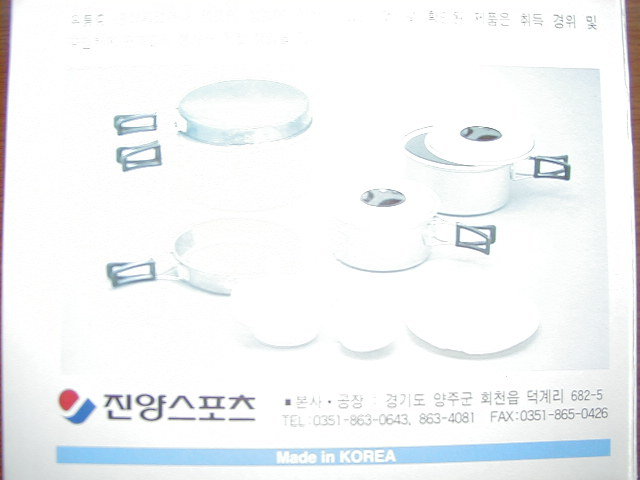 제품은 취득 경위 및
진양스포츠
■본사·공장 : 경기도 양주군 회천읍 덕계리 682-5
TEL:0351-863-0643, 863-4081 FAX:0351-865-0426
Made in KOREA